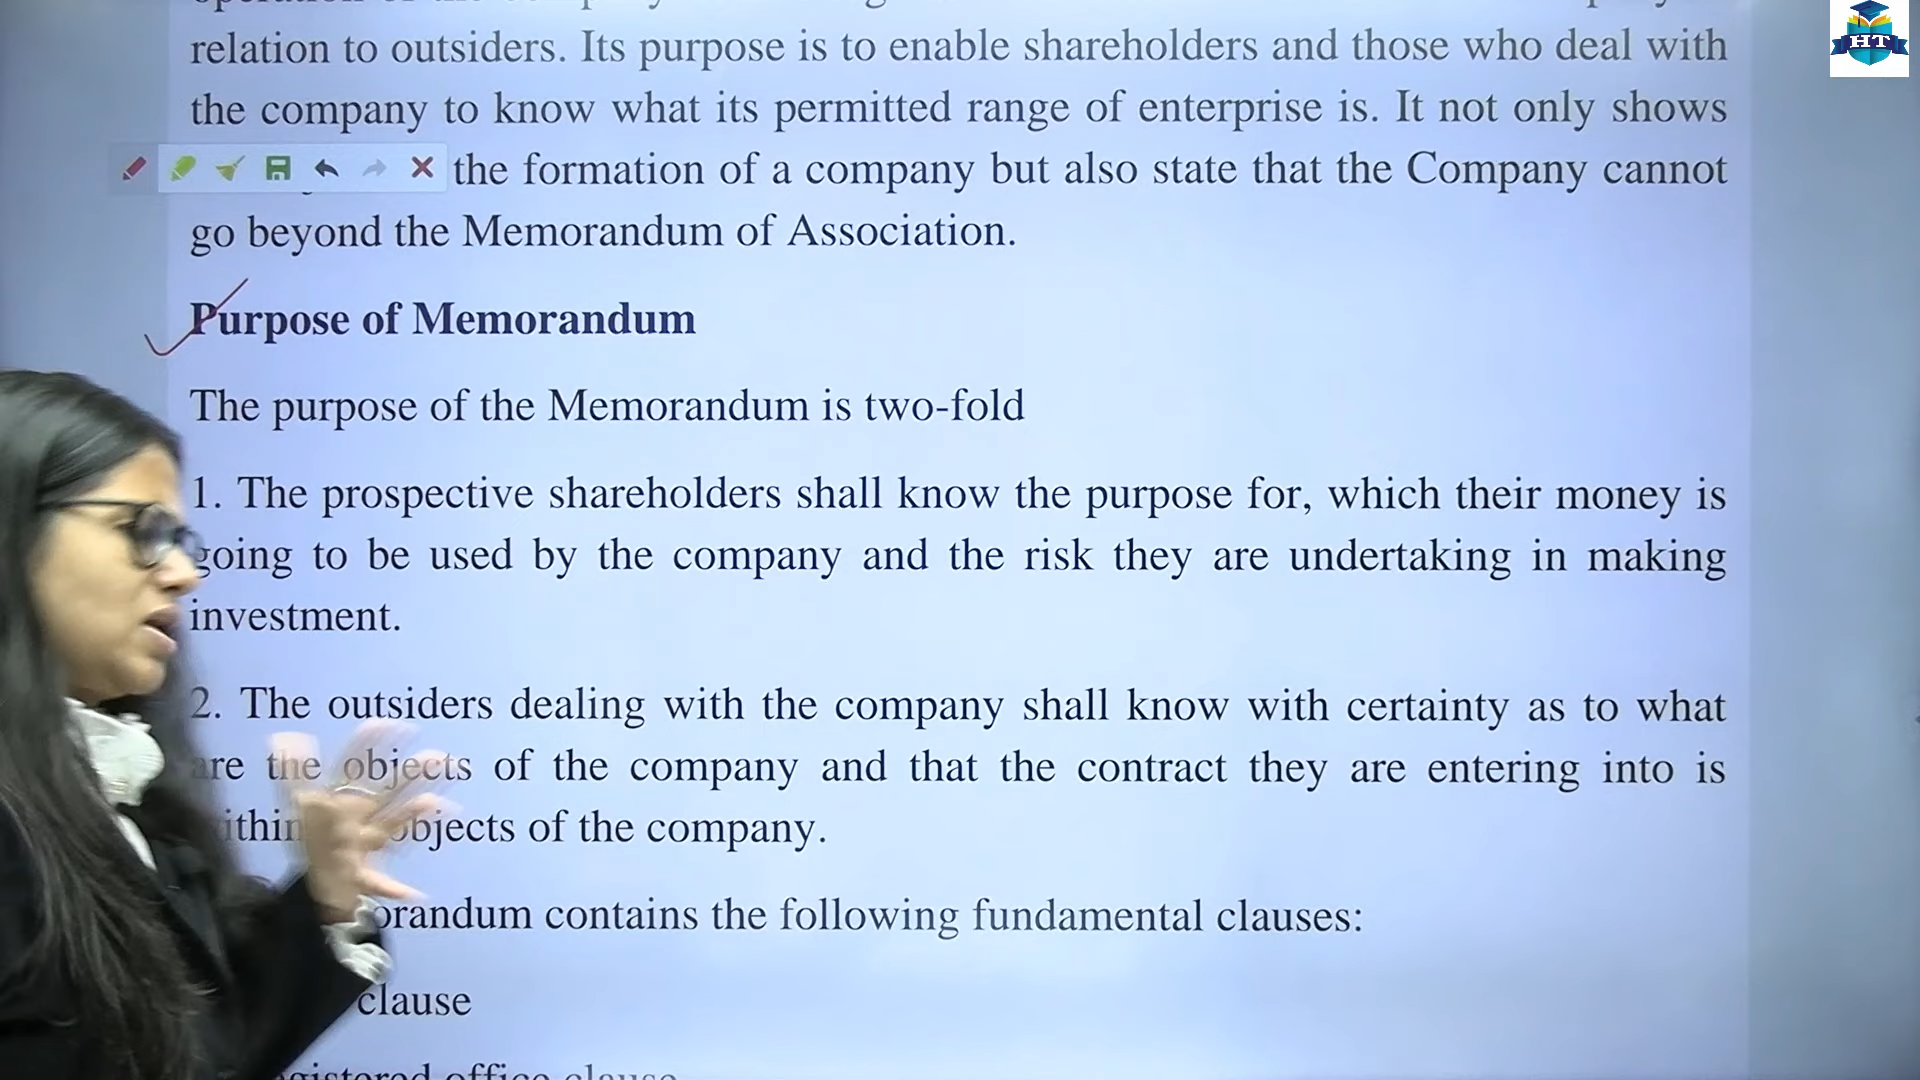 relation to outsiders. Its purpose is to enable shareholders and those who deal with
the company to know what its permitted range of enterprise is. It not only shows
the formation of a company but also state that the Company cannot
go beyond the Memorandum of Association.
Purpose of Memorandum
The purpose of the Memorandum is two-fold
1. The prospective shareholders shall know the purpose for, which their money is
going to be used by the company and the risk they are undertaking in making
investment.
2. The outsiders dealing with the company shall know with certainty as to what
are the objects of the company and that the contract they are entering into is
objects of the company.
contains the following fundamental clauses:
clause
office clause
HT